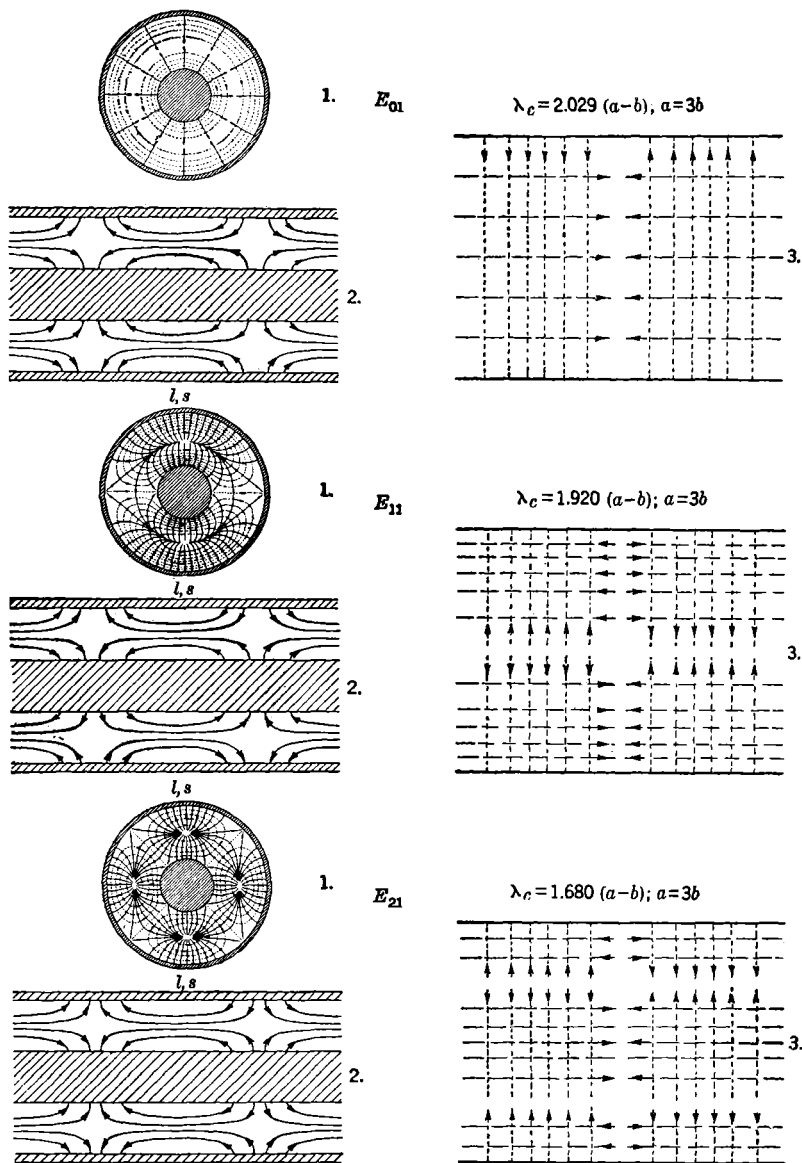 1. E₀₁ λc=2.029 (a−b); a=3b
3.
2.
l, s
1. E₁₁ λc=1.920 (a−b); a=3b
l, s
3.
2.
l, s
1. E₂₁ λc=1.680 (a−b); a=3b
l, s
3.
2.